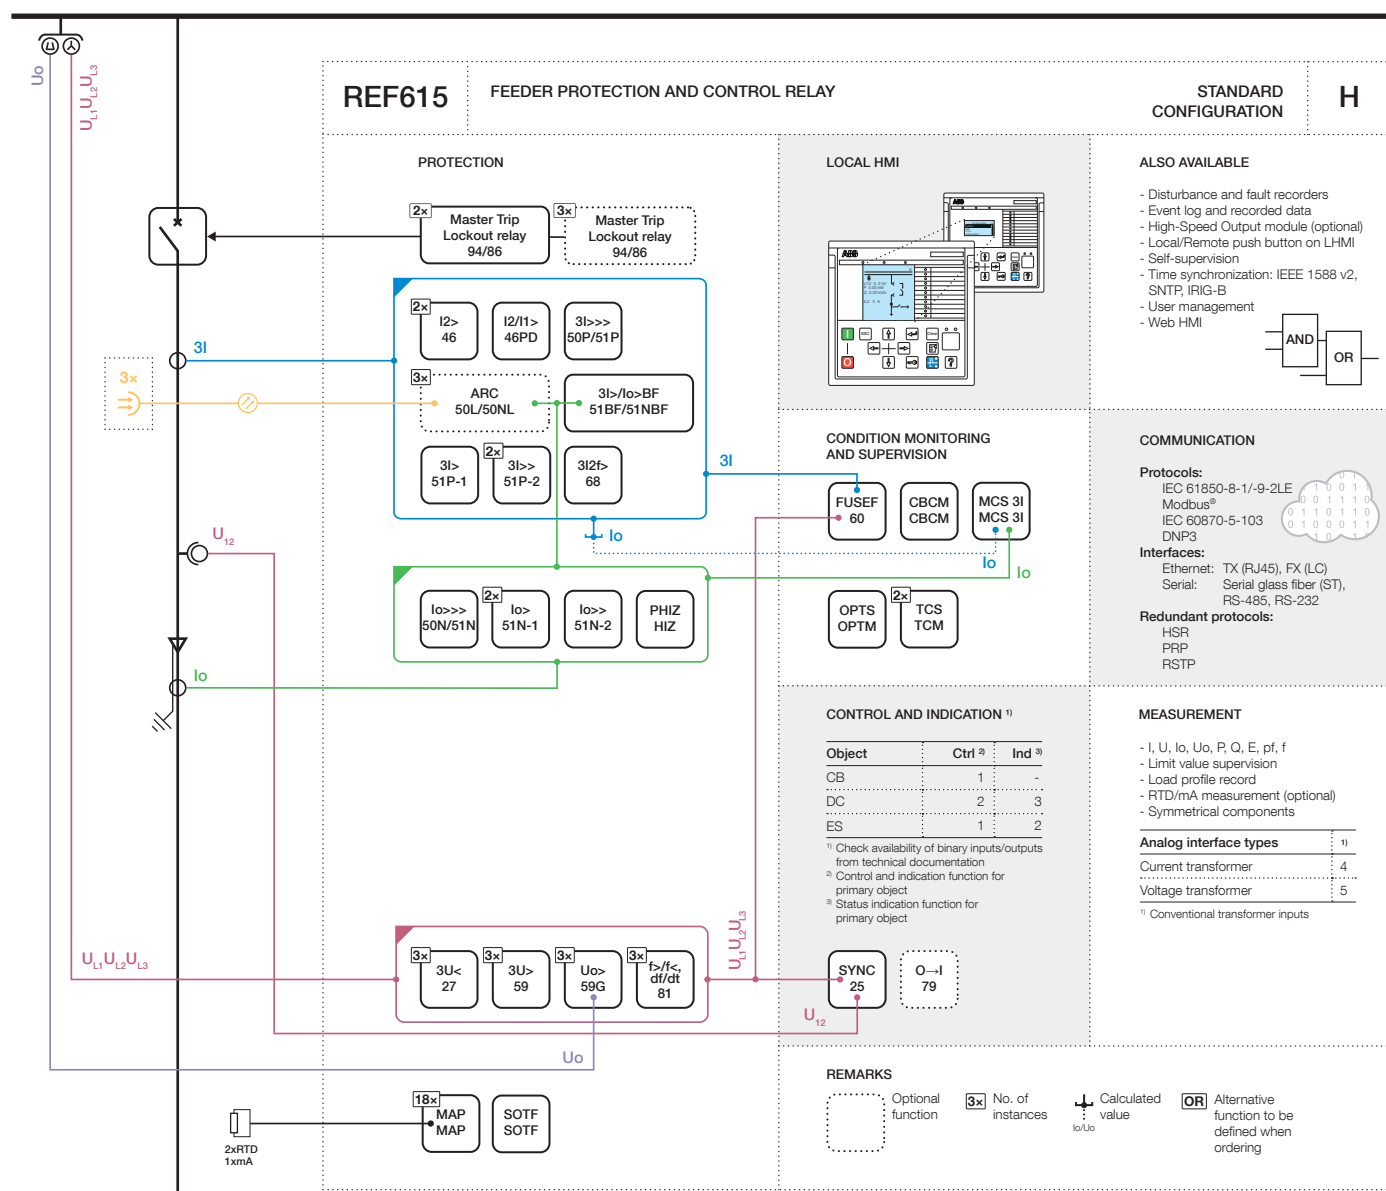 Uo
UL1UL2UL3
REF615
FEEDER PROTECTION AND CONTROL RELAY
STANDARD
CONFIGURATION
H
PROTECTION
2×
Master Trip
Lockout relay
94/86
3×
Master Trip
Lockout relay
94/86
2×
I2>
46
I2/I1>
46PD
3I>>>
50P/51P
3I
3×
3×
ARC
50L/50NL
3I>/Io>BF
51BF/51NBF
3I>
51P-1
2×
3I>>
51P-2
3I2f>
68
3I
Io
U12
Io>>>
50N/51N
2×
Io>
51N-1
Io>>
51N-2
PHIZ
HIZ
Io
UL1UL2UL3
3×
3U<
27
3×
3U>
59
3×
Uo>
59G
3×
f>/f<,
df/dt
81
UL1UL2UL3
U12
Uo
18×
MAP
MAP
SOTF
SOTF
2xRTD
1xmA
LOCAL HMI
ABB
ABB
ESC
Clear
I
O
?
ALSO AVAILABLE
- Disturbance and fault recorders
- Event log and recorded data
- High-Speed Output module (optional)
- Local/Remote push button on LHMI
- Self-supervision
- Time synchronization: IEEE 1588 v2,
SNTP, IRIG-B
- User management
- Web HMI
AND
OR
CONDITION MONITORING
AND SUPERVISION
FUSEF
60
CBCM
CBCM
MCS 3I
MCS 3I
Io
Io
OPTS
OPTM
2×
TCS
TCM
COMMUNICATION
Protocols:
IEC 61850-8-1/-9-2LE
Modbus®
IEC 60870-5-103
DNP3
Interfaces:
Ethernet: TX (RJ45), FX (LC)
Serial: Serial glass fiber (ST),
RS-485, RS-232
Redundant protocols:
HSR
PRP
RSTP
CONTROL AND INDICATION 1)
Object Ctrl 2) Ind 3)
CB 1 -
DC 2 3
ES 1 2
1) Check availability of binary inputs/outputs
from technical documentation
2) Control and indication function for
primary object
3) Status indication function for
primary object
SYNC
25
O→I
79
MEASUREMENT
- I, U, Io, Uo, P, Q, E, pf, f
- Limit value supervision
- Load profile record
- RTD/mA measurement (optional)
- Symmetrical components
Analog interface types 1)
Current transformer 4
Voltage transformer 5
1) Conventional transformer inputs
REMARKS
Optional
function
3×
No. of
instances
Io/Uo
Calculated
value
OR
Alternative
function to be
defined when
ordering